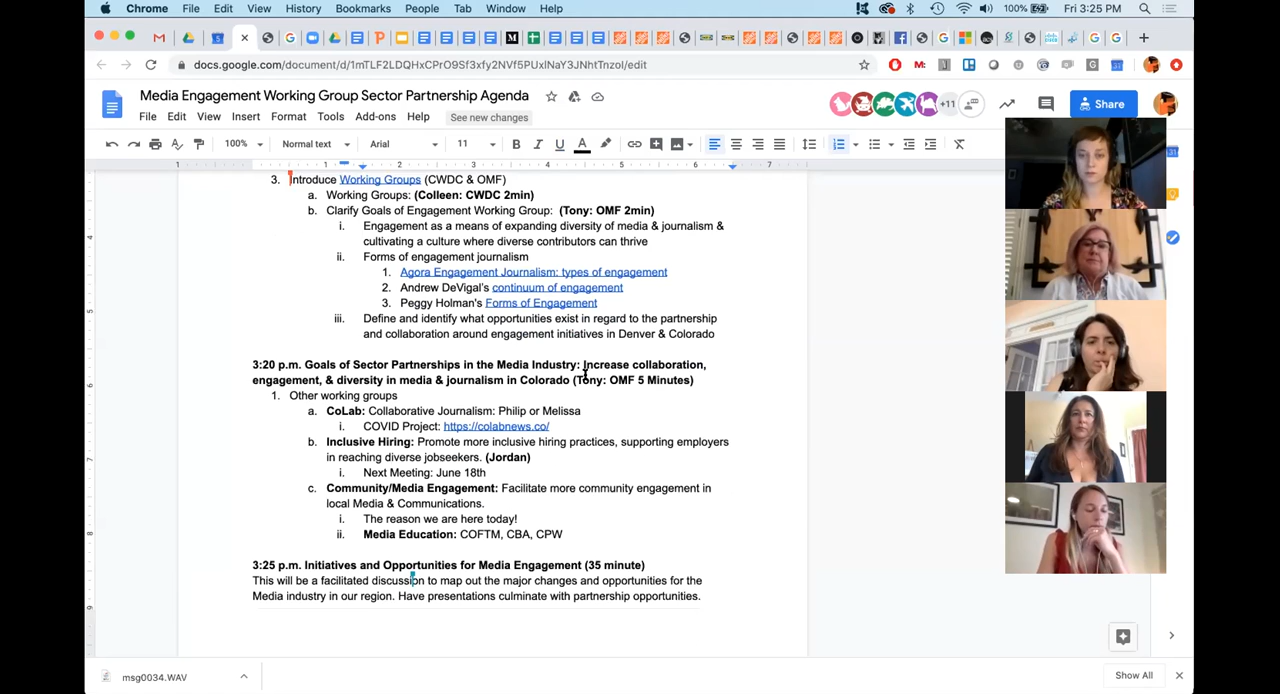 Chrome File Edit View History Bookmarks People Tab Window Help 100% Fri 3:25 PM
docs.google.com/document/d/1mTLF2LDQHxCPrO9Sf3xfy2NVf5PUxlNaY3JNhtTnzoI/edit
Media Engagement Working Group Sector Partnership Agenda
+11
Share
File Edit View Insert Format Tools Add-ons Help See new changes
100% Normal text Arial 11 B I U A
1 1 2 3 4 5 6 7
3. Introduce Working Groups (CWDC & OMF)
a. Working Groups: (Colleen: CWDC 2min)
b. Clarify Goals of Engagement Working Group: (Tony: OMF 2min)
i. Engagement as a means of expanding diversity of media & journalism &
cultivating a culture where diverse contributors can thrive
ii. Forms of engagement journalism
1. Agora Engagement Journalism: types of engagement
2. Andrew DeVigal's continuum of engagement
3. Peggy Holman's Forms of Engagement
iii. Define and identify what opportunities exist in regard to the partnership
and collaboration around engagement initiatives in Denver & Colorado
3:20 p.m. Goals of Sector Partnerships in the Media Industry: Increase collaboration,
engagement, & diversity in media & journalism in Colorado (Tony: OMF 5 Minutes)
1. Other working groups
a. CoLab: Collaborative Journalism: Philip or Melissa
i. COVID Project: https://colabnews.co/
b. Inclusive Hiring: Promote more inclusive hiring practices, supporting employers
in reaching diverse jobseekers. (Jordan)
i. Next Meeting: June 18th
c. Community/Media Engagement: Facilitate more community engagement in
local Media & Communications.
i. The reason we are here today!
ii. Media Education: COFTM, CBA, CPW
3:25 p.m. Initiatives and Opportunities for Media Engagement (35 minute)
This will be a facilitated discussion to map out the major changes and opportunities for the
Media industry in our region. Have presentations culminate with partnership opportunities.
msg0034.WAV
Show All